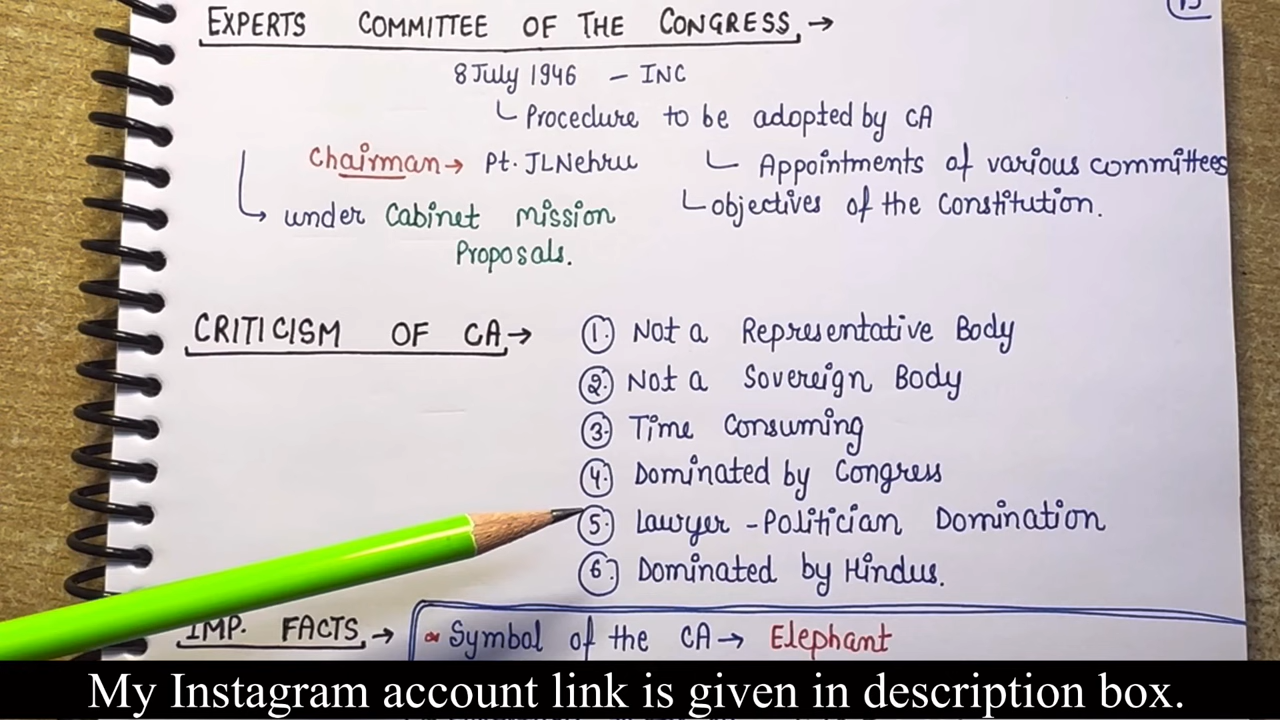 EXPERTS COMMITTEE OF THE CONGRESS →
8 July 1946 – INC
Procedure to be adopted by CA
Chairman → Pt. JLNehru
Appointments of various committees
under Cabinet mission Proposals.
objectives of the Constitution.
CRITICISM OF CA →
1. Not a Representative Body
2. Not a Sovereign Body
3. Time Consuming
4. Dominated by Congress
5. Lawyer - Politician Domination
6. Dominated by Hindus.
IMP. FACTS →
Symbol of the CA → Elephant
My Instagram account link is given in description box.